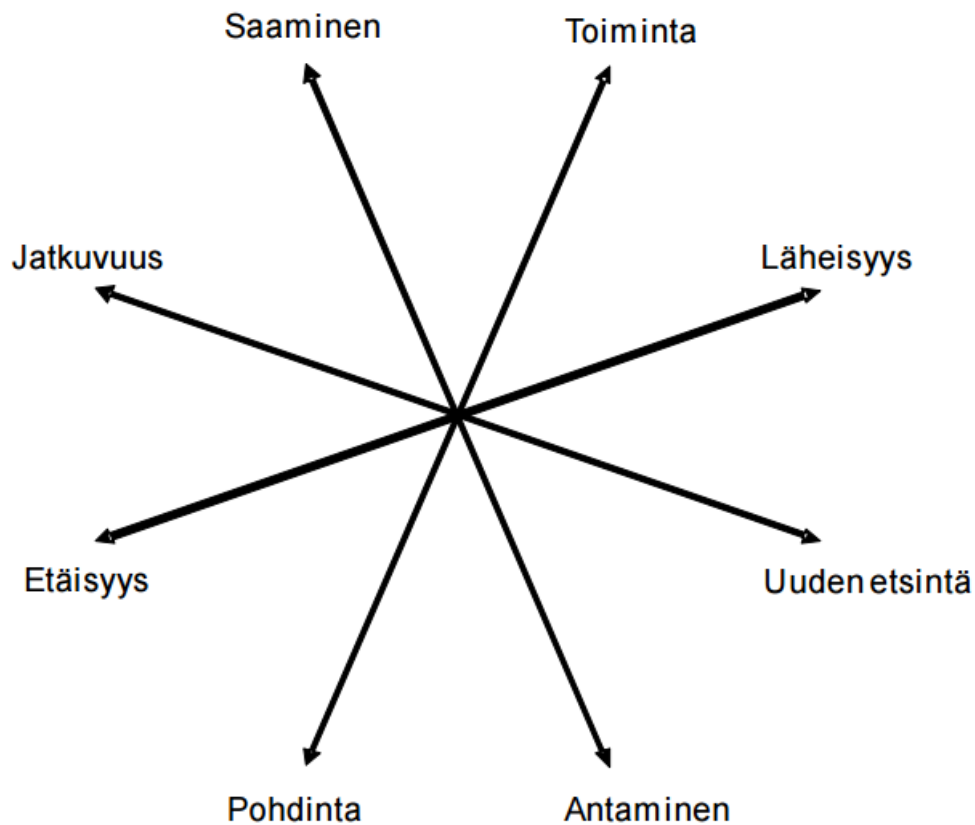 Saaminen
Toiminta
Jatkuvuus
Läheisyys
Etäisyys
Uuden etsintä
Pohdinta
Antaminen